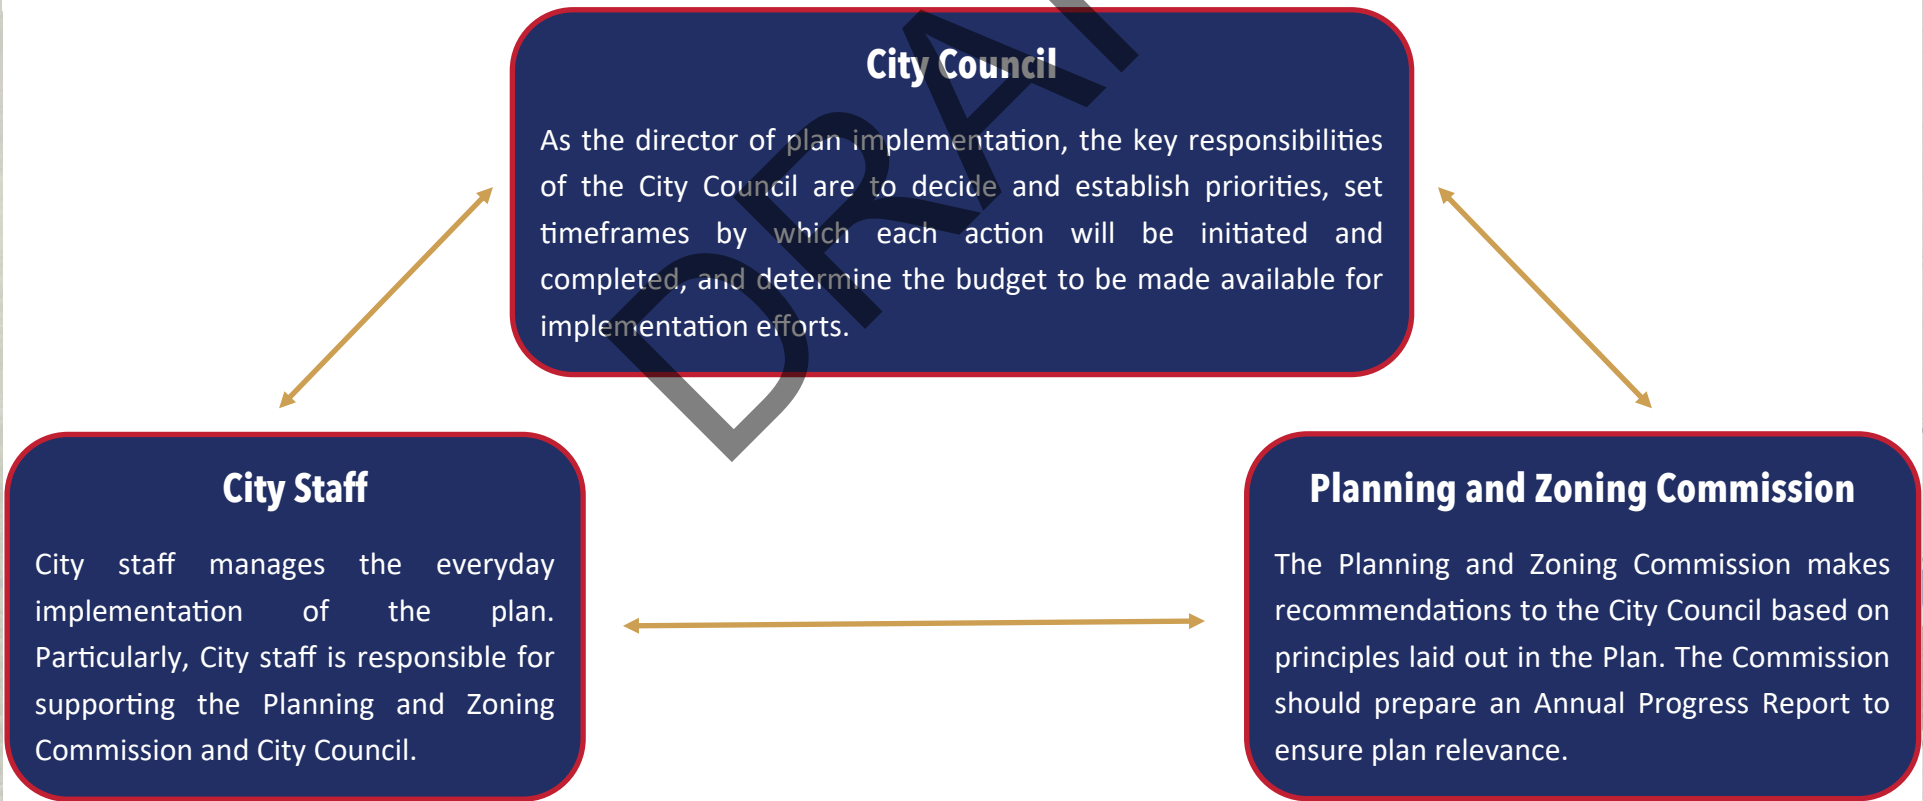 City Council
As the director of plan implementation, the key responsibilities
of the City Council are to decide and establish priorities, set
timeframes by which each action will be initiated and
completed, and determine the budget to be made available for
implementation efforts.
City Staff
City staff manages the everyday
implementation of the plan.
Particularly, City staff is responsible for
supporting the Planning and Zoning
Commission and City Council.
Planning and Zoning Commission
The Planning and Zoning Commission makes
recommendations to the City Council based on
principles laid out in the Plan. The Commission
should prepare an Annual Progress Report to
ensure plan relevance.